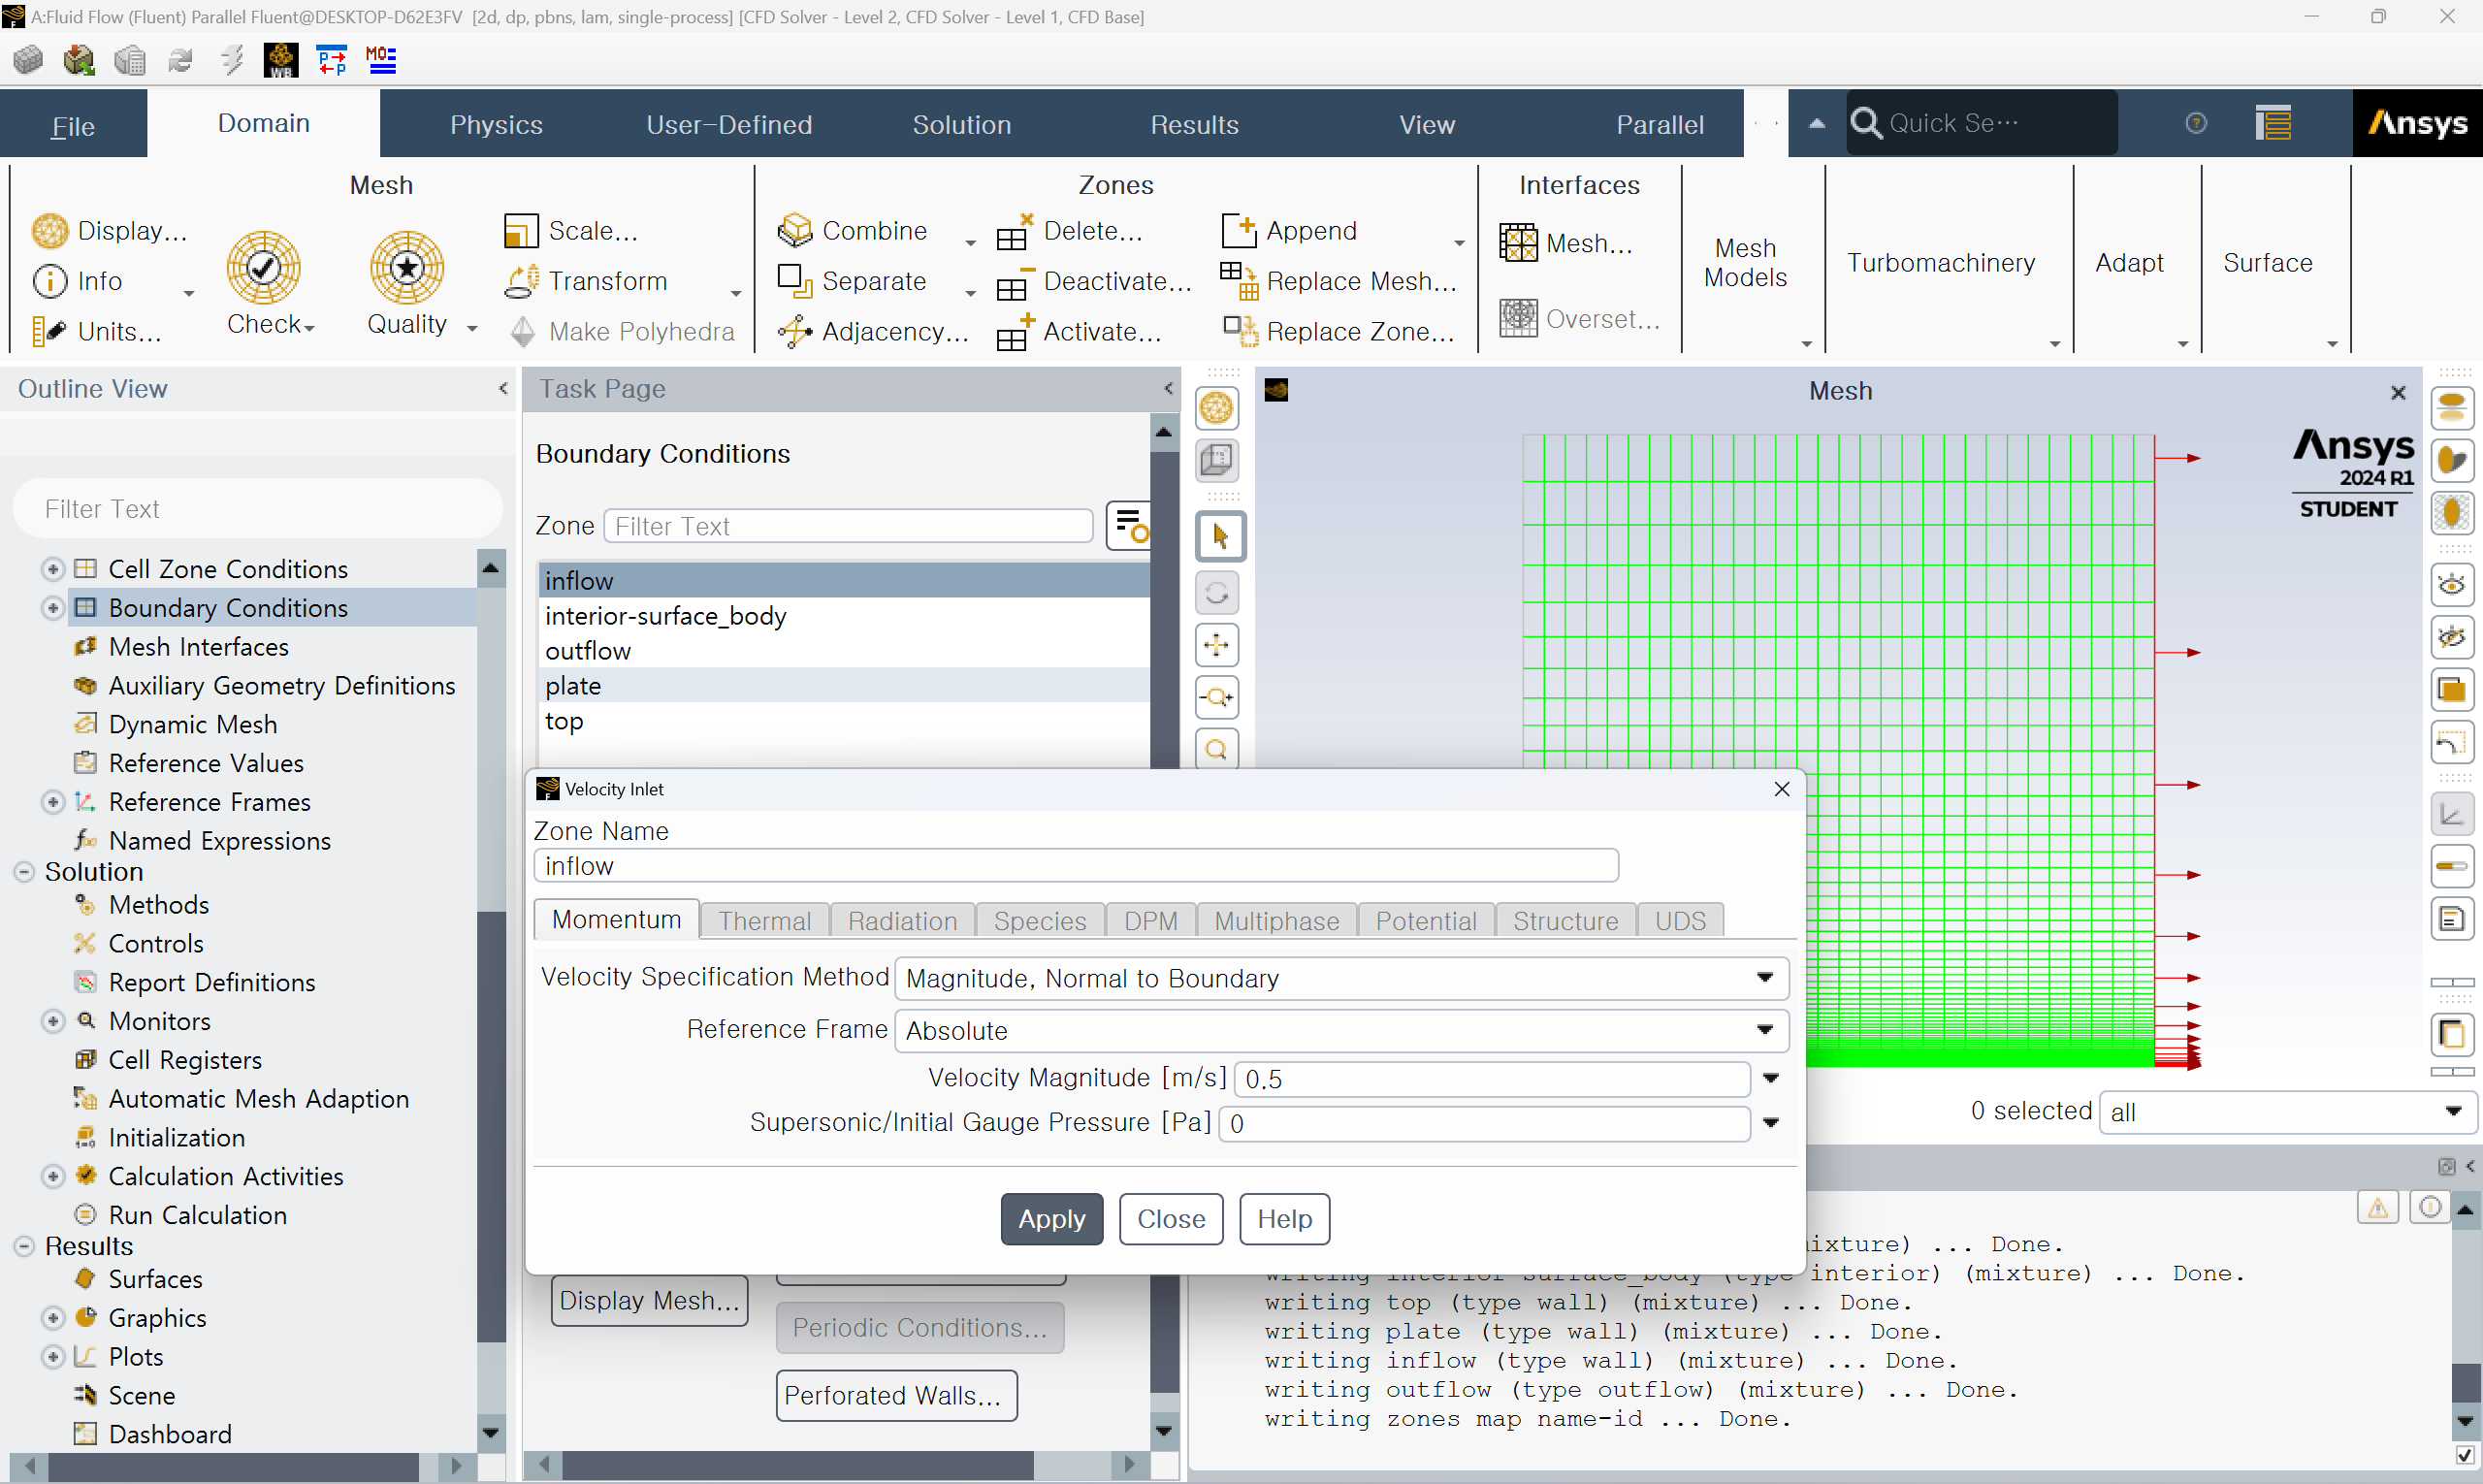 A:Fluid Flow (Fluent) Parallel Fluent@DESKTOP-D62E3FV [2d, dp, pbns, lam, single-process] [CFD Solver - Level 2, CFD Solver - Level 1, CFD Base]
WB
P P
MO
File Domain Physics User-Defined Solution Results View Parallel Quick Se... Ansys
Mesh
Display...
Info
Units...
Check
Quality
Scale...
Transform
Make Polyhedra
Zones
Combine
Separate
Adjacency...
Delete...
Deactivate...
Activate...
Append
Replace Mesh...
Replace Zone...
Interfaces
Mesh...
Overset...
Mesh
Models
Turbomachinery
Adapt
Surface
Outline View
Filter Text
Cell Zone Conditions
Boundary Conditions
Mesh Interfaces
Auxiliary Geometry Definitions
Dynamic Mesh
Reference Values
Reference Frames
Named Expressions
Solution
Methods
Controls
Report Definitions
Monitors
Cell Registers
Automatic Mesh Adaption
Initialization
Calculation Activities
Run Calculation
Results
Surfaces
Graphics
Plots
Scene
Dashboard
Task Page
Boundary Conditions
Zone Filter Text
inflow
interior-surface_body
outflow
plate
top
Mesh
Ansys
2024 R1
STUDENT
Velocity Inlet
Zone Name
inflow
Momentum Thermal Radiation Species DPM Multiphase Potential Structure UDS
Velocity Specification Method Magnitude, Normal to Boundary
Reference Frame Absolute
Velocity Magnitude [m/s] 0.5
Supersonic/Initial Gauge Pressure [Pa] 0
Apply Close Help
Display Mesh...
Periodic Conditions...
Perforated Walls...
0 selected all
ixture) ... Done.
writing interior-surface_body (type interior) (mixture) ... Done.
writing top (type wall) (mixture) ... Done.
writing plate (type wall) (mixture) ... Done.
writing inflow (type wall) (mixture) ... Done.
writing outflow (type outflow) (mixture) ... Done.
writing zones map name-id ... Done.